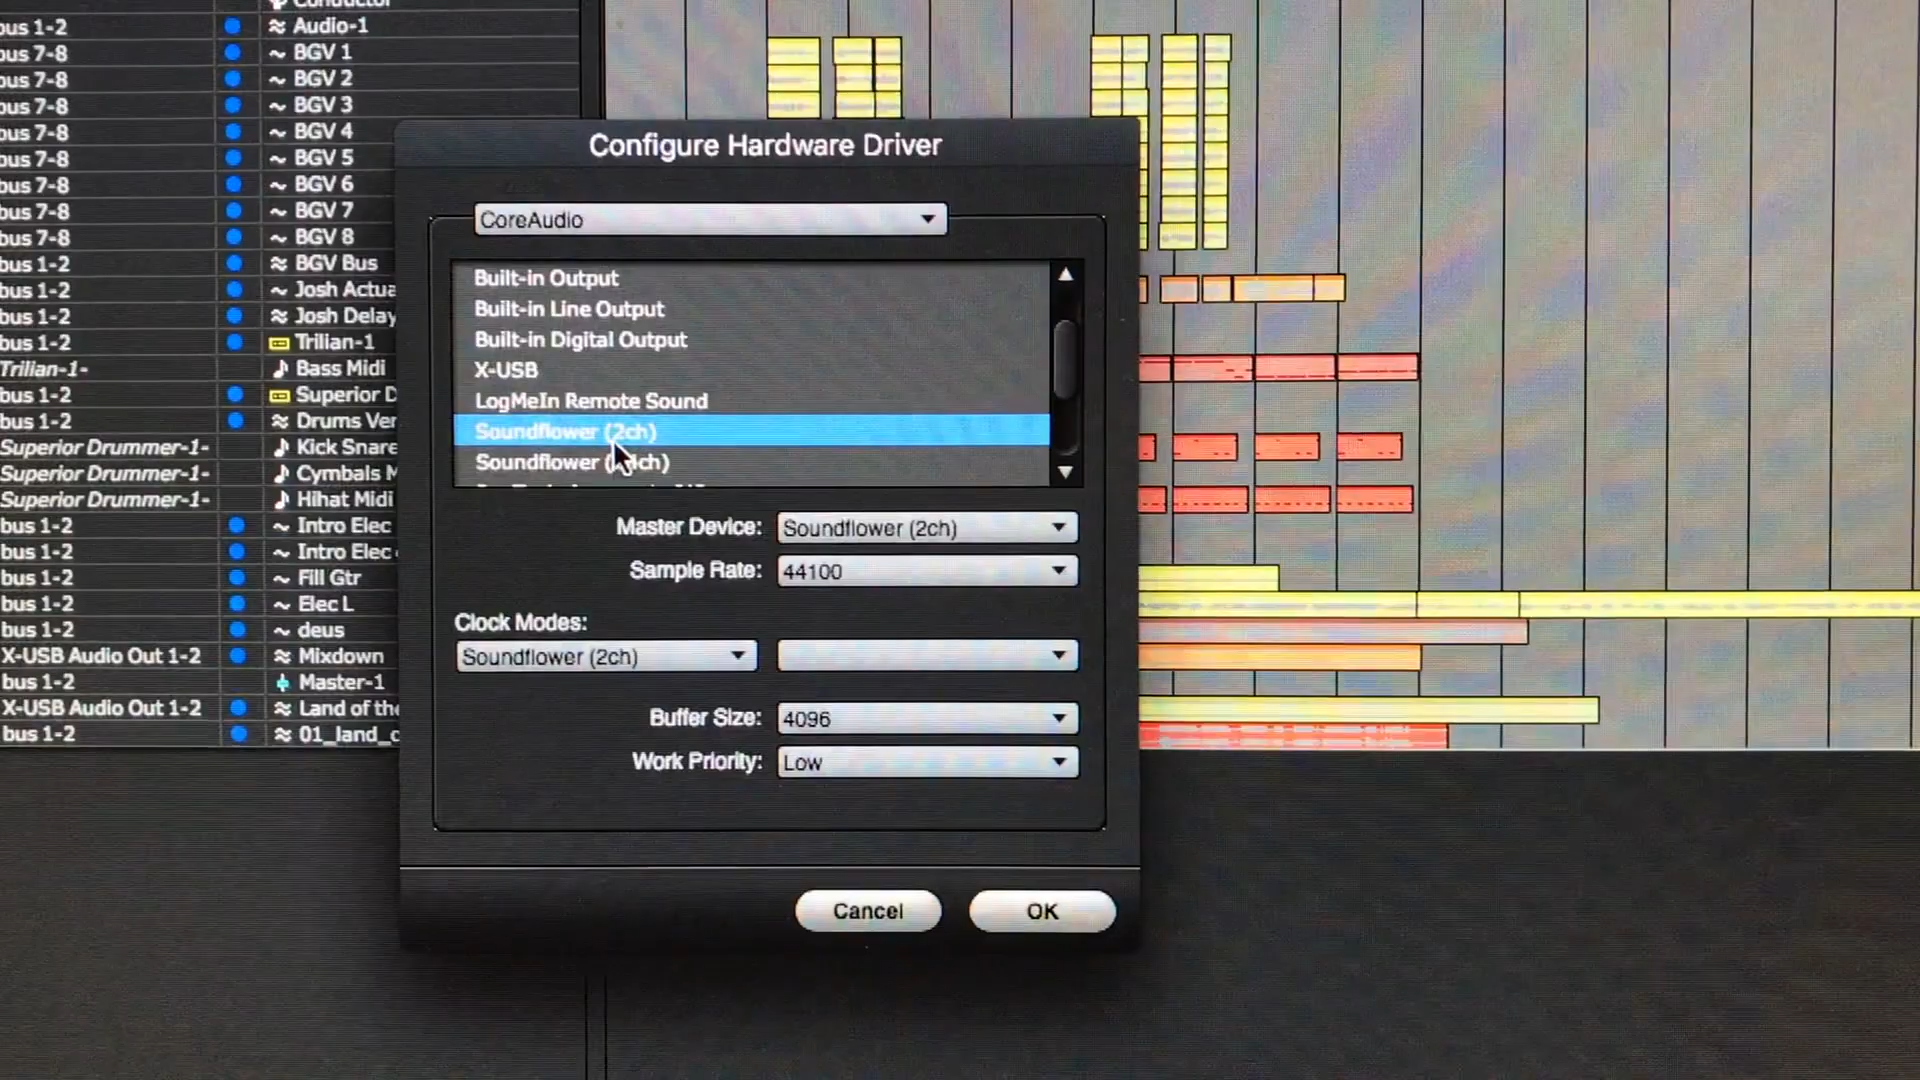 Conductor
bus 1-2 Audio-1
bus 7-8 BGV 1
bus 7-8 BGV 2
bus 7-8 BGV 3
bus 7-8 BGV 4
bus 7-8 BGV 5
bus 7-8 BGV 6
bus 7-8 BGV 7
bus 7-8 BGV 8
bus 1-2 BGV Bus
bus 1-2 Josh Actua
bus 1-2 Josh Delay
bus 1-2 Trilian-1
Trilian-1- Bass Midi
bus 1-2 Superior D
bus 1-2 Drums Ver
Superior Drummer-1- Kick Snare
Superior Drummer-1- Cymbals M
Superior Drummer-1- Hihat Midi
bus 1-2 Intro Elec
bus 1-2 Intro Elec
bus 1-2 Fill Gtr
bus 1-2 Elec L
bus 1-2 deus
X-USB Audio Out 1-2 Mixdown
bus 1-2 Master-1
X-USB Audio Out 1-2 Land of the
bus 1-2 01_land_o
Configure Hardware Driver
CoreAudio
Built-in Output
Built-in Line Output
Built-in Digital Output
X-USB
LogMeIn Remote Sound
Soundflower (2ch)
Soundflower (
Master Device: Soundflower (2ch)
Sample Rate: 44100
Clock Modes:
Soundflower (2ch)
Buffer Size: 4096
Work Priority: Low
Cancel OK